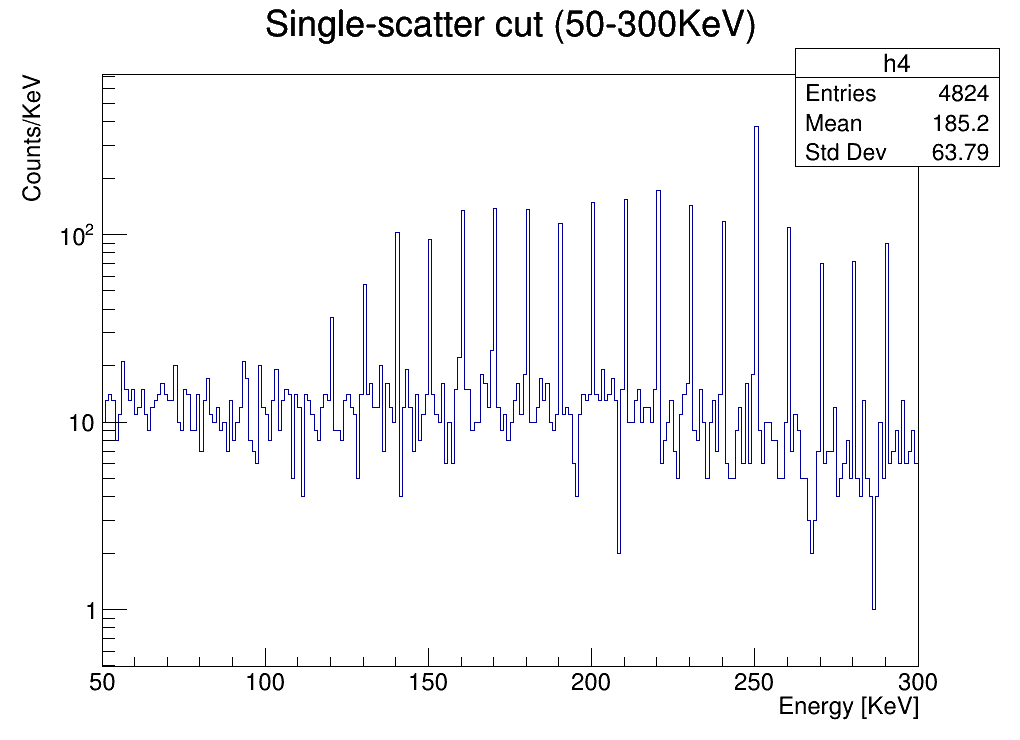 Single-scatter cut (50-300KeV)
h4
Entries 4824
Mean 185.2
Std Dev 63.79
Counts/KeV
10²
10
1
50 100 150 200 250 300
Energy [KeV]